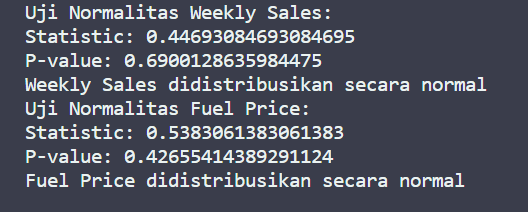 Uji Normalitas Weekly Sales:
Statistic: 0.44693084693084695
P-value: 0.6900128635984475
Weekly Sales didistribusikan secara normal
Uji Normalitas Fuel Price:
Statistic: 0.5383061383061383
P-value: 0.42655414389291124
Fuel Price didistribusikan secara normal